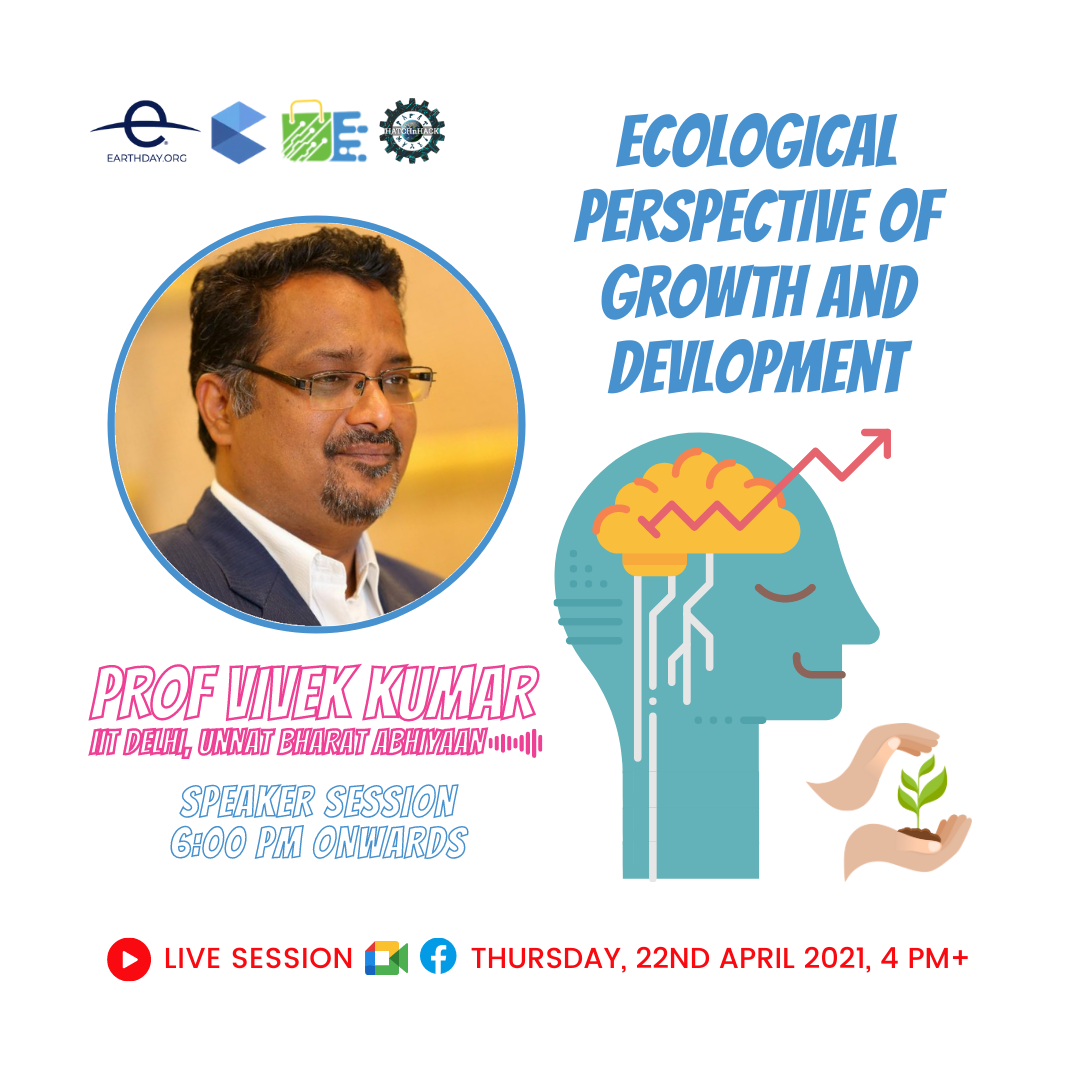 EARTHDAY.ORG
HATCHnHACK
ECOLOGICAL
PERSPECTIVE OF
GROWTH AND
DEVLOPMENT
PROF VIVEK KUMAR
IIT DELHI, UNNAT BHARAT ABHIYAAN
SPEAKER SESSION
6:00 PM ONWARDS
LIVE SESSION THURSDAY, 22ND APRIL 2021, 4 PM+